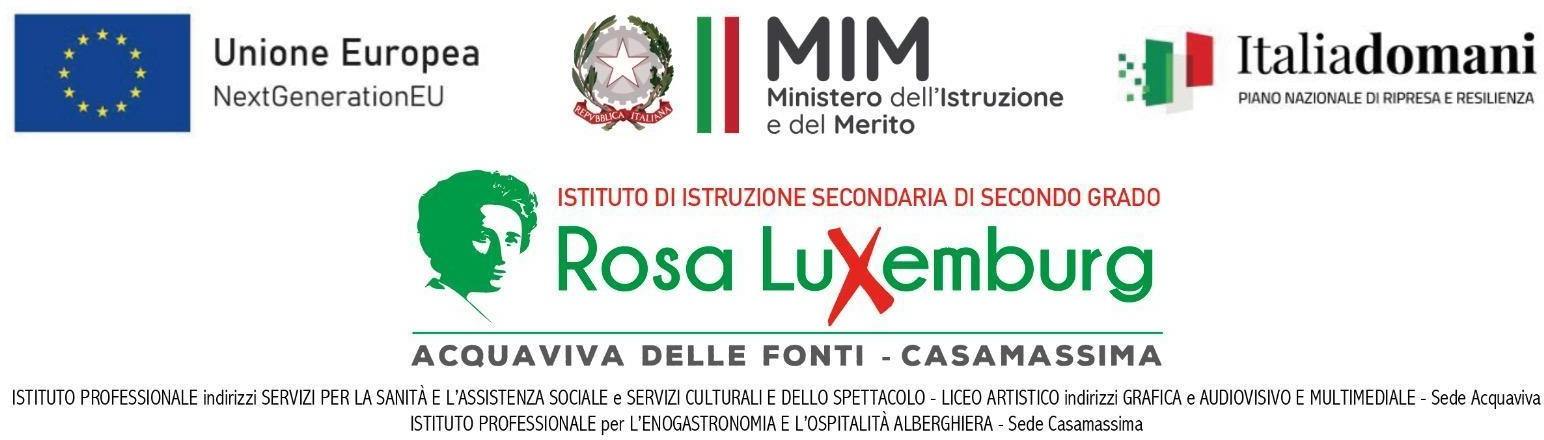 Unione Europea
NextGenerationEU
REPVBBLICA ITALIANA
MIM
Ministero dell'Istruzione
e del Merito
Italiadomani
PIANO NAZIONALE DI RIPRESA E RESILIENZA
ISTITUTO DI ISTRUZIONE SECONDARIA DI SECONDO GRADO
Rosa LuXemburg
ACQUAVIVA DELLE FONTI - CASAMASSIMA
ISTITUTO PROFESSIONALE indirizzi SERVIZI PER LA SANITÀ E L'ASSISTENZA SOCIALE e SERVIZI CULTURALI E DELLO SPETTACOLO - LICEO ARTISTICO indirizzi GRAFICA e AUDIOVISIVO E MULTIMEDIALE - Sede Acquaviva
ISTITUTO PROFESSIONALE per L'ENOGASTRONOMIA E L'OSPITALITÀ ALBERGHIERA - Sede Casamassima